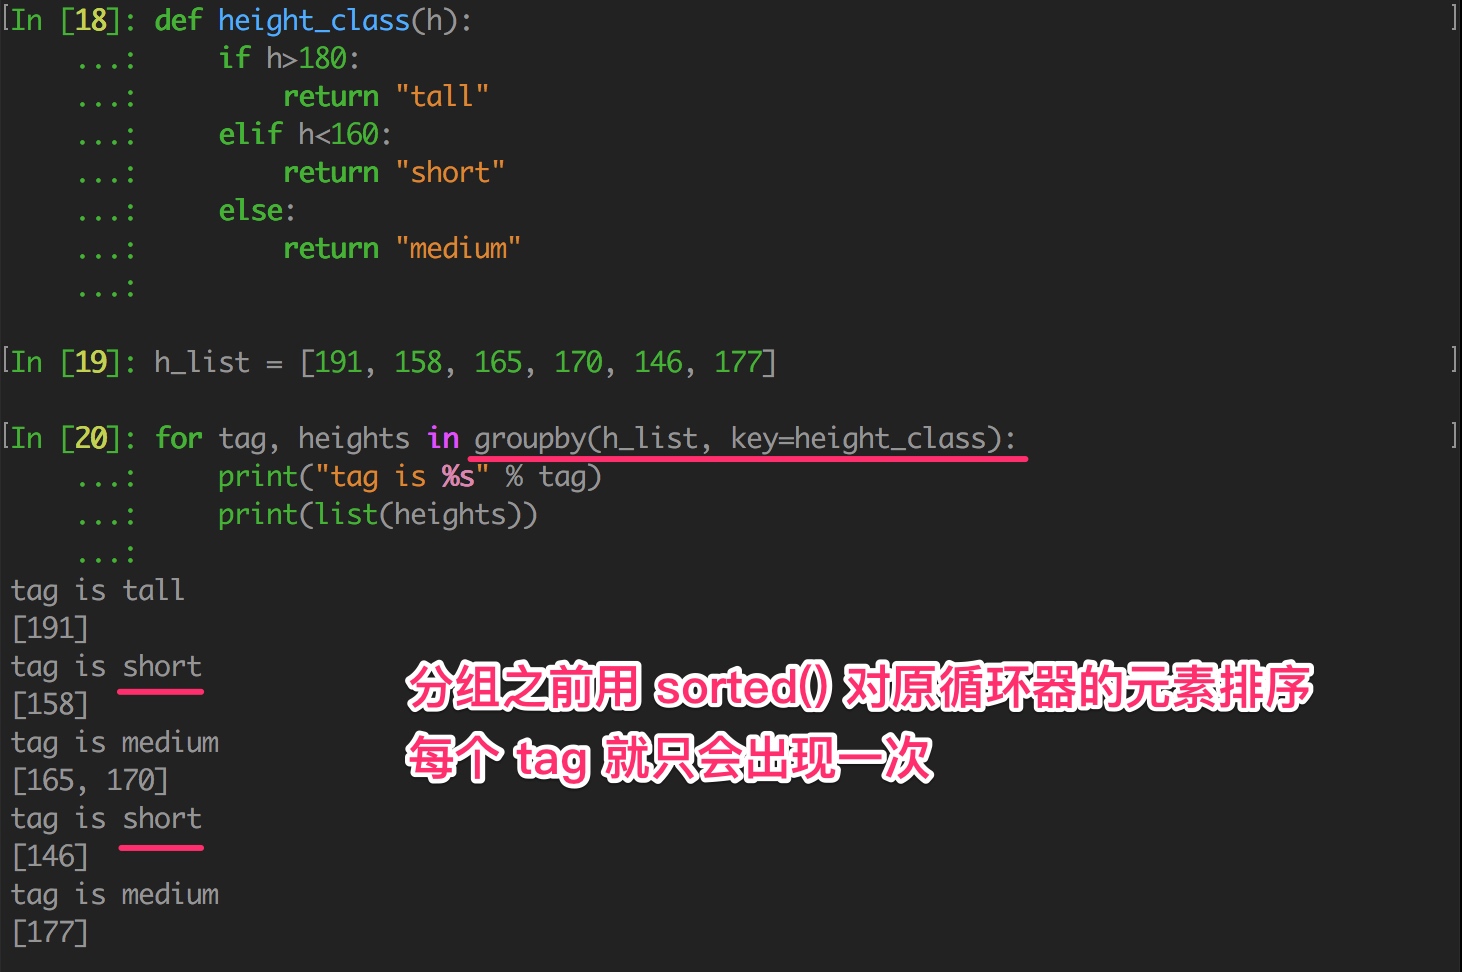 In [18]: def height_class(h):
    ...:     if h>180:
    ...:         return "tall"
    ...:     elif h<160:
    ...:         return "short"
    ...:     else:
    ...:         return "medium"
    ...:
In [19]: h_list = [191, 158, 165, 170, 146, 177]
In [20]: for tag, heights in groupby(h_list, key=height_class):
    ...:     print("tag is %s" % tag)
    ...:     print(list(heights))
    ...:
tag is tall
[191]
tag is short
[158]
tag is medium
[165, 170]
tag is short
[146]
tag is medium
[177]
分组之前用 sorted() 对原循环器的元素排序
每个 tag 就只会出现一次